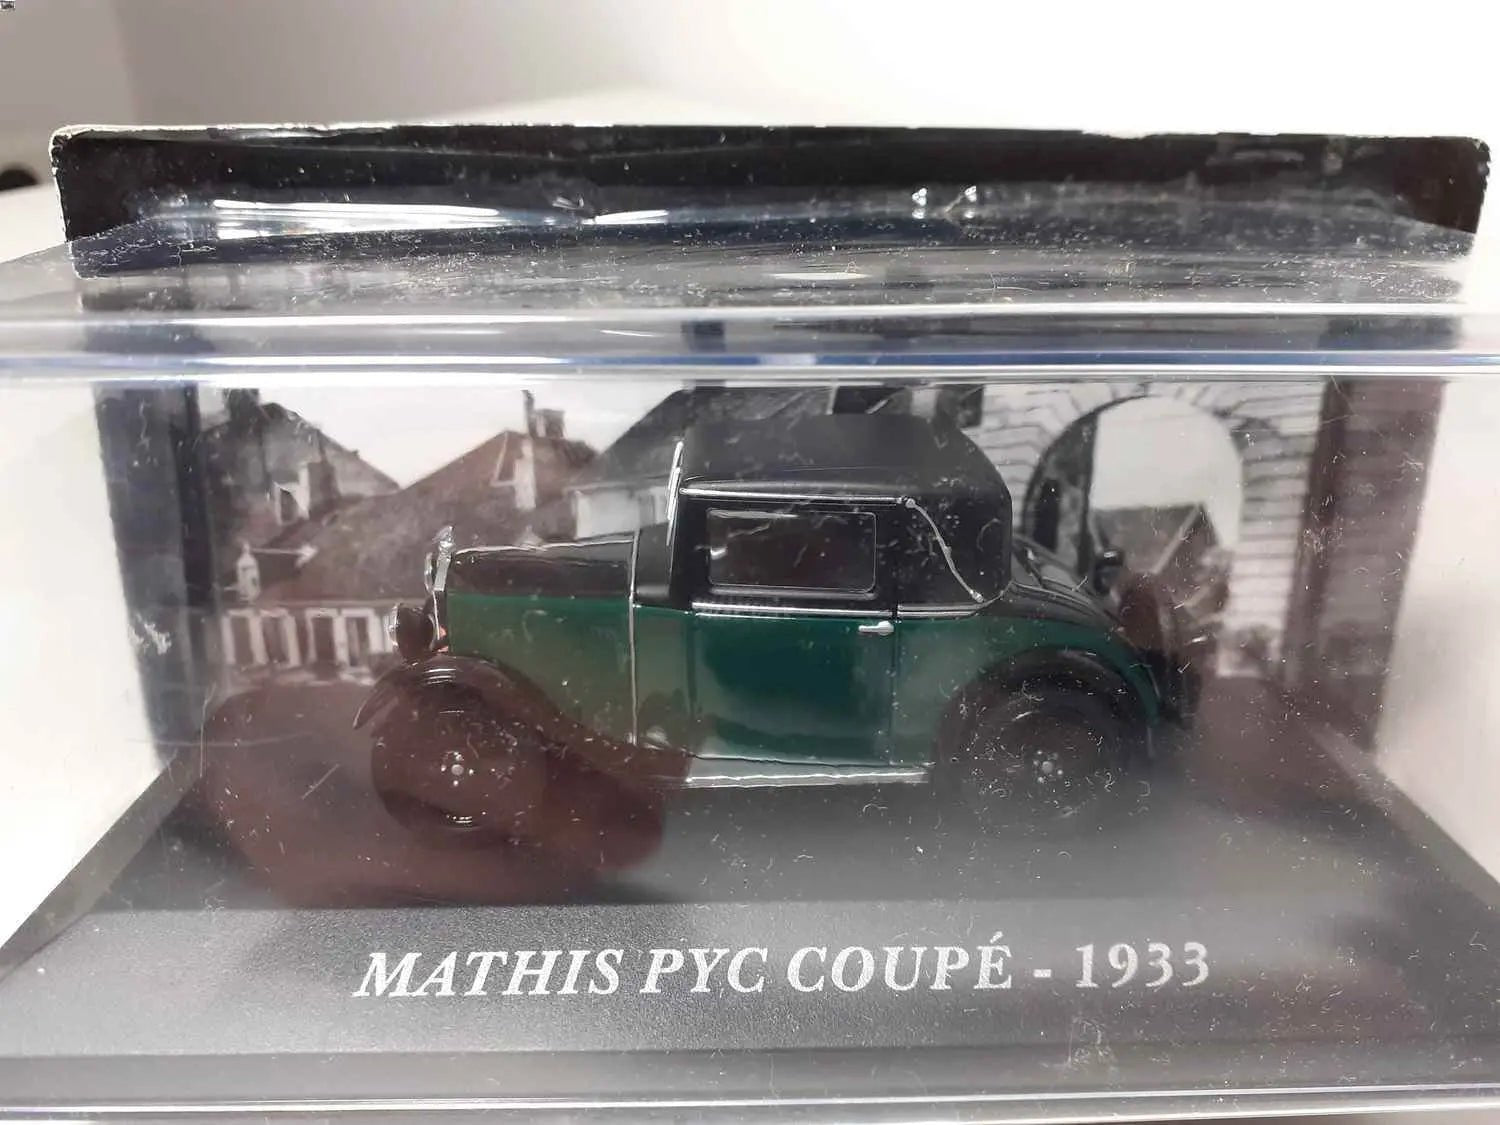 MATHIS PYC COUPÉ - 1933